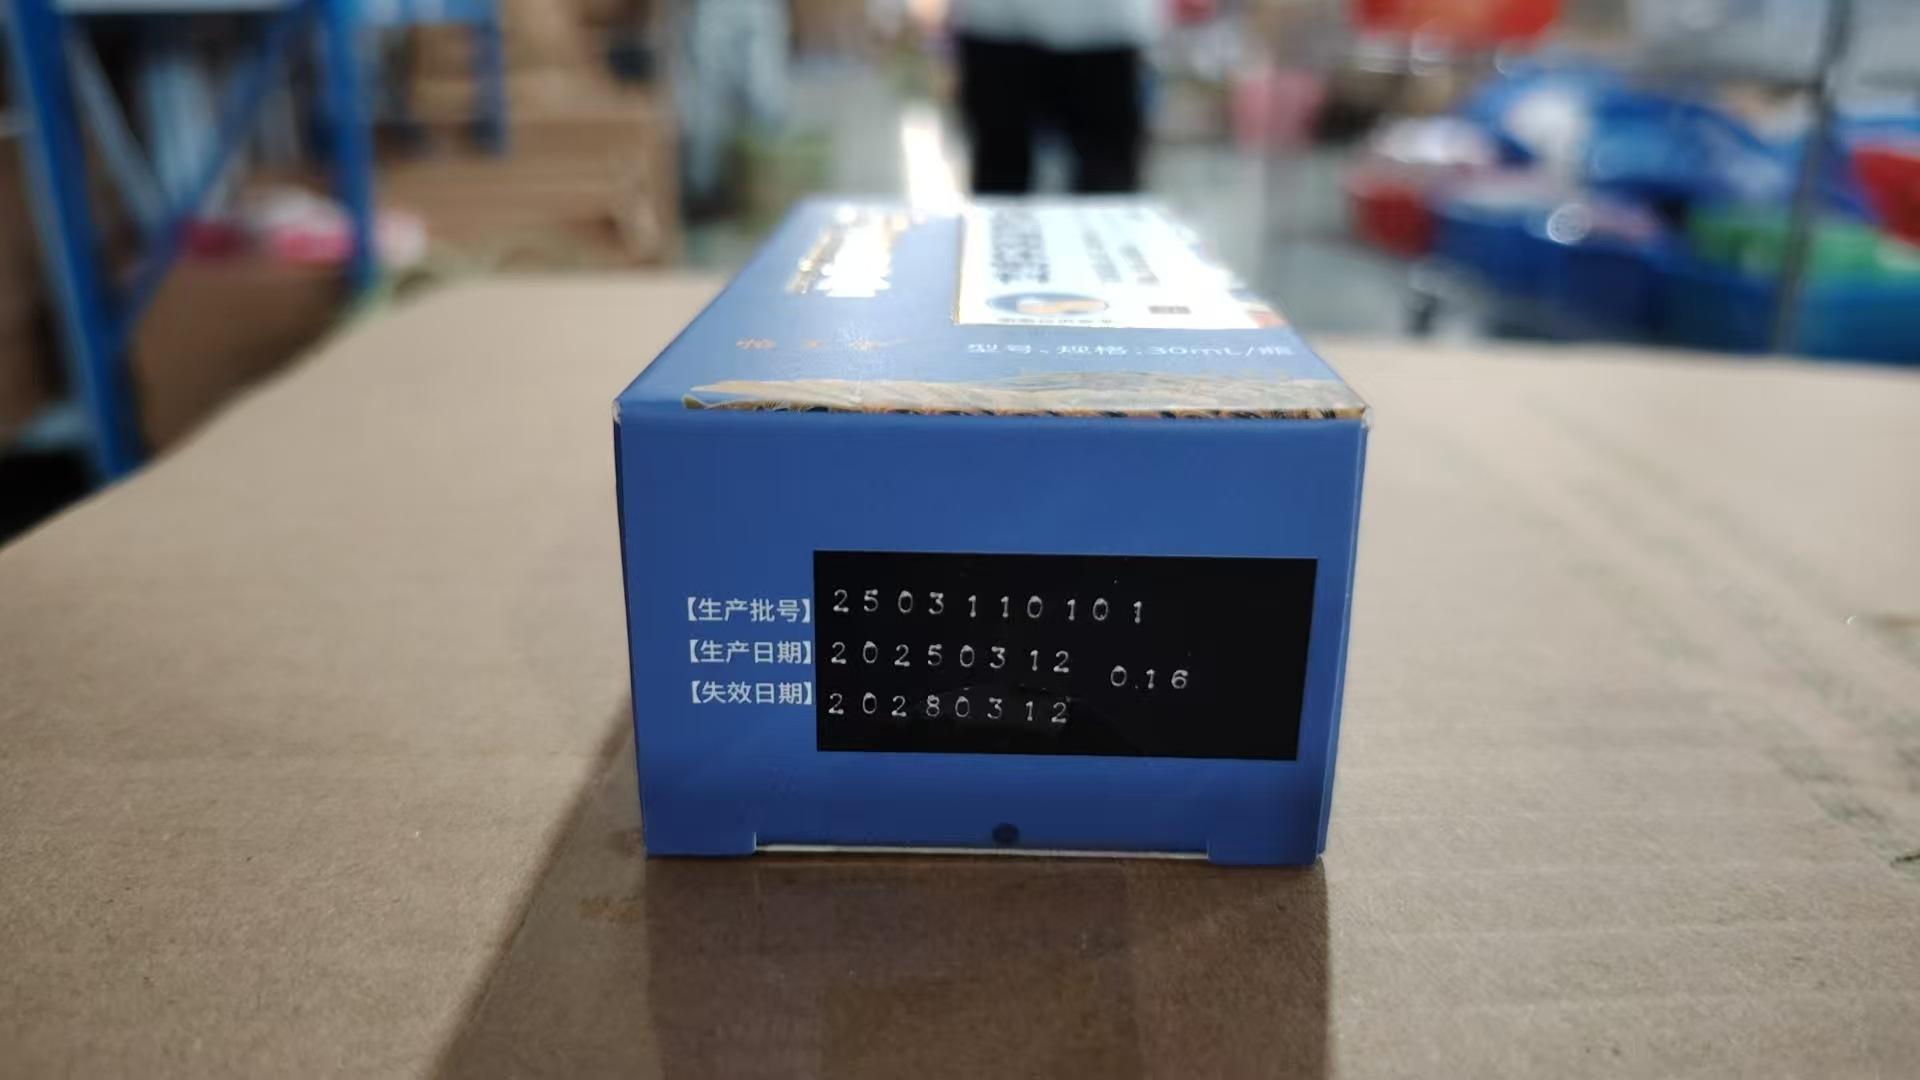 型号、规格:30mL/瓶
【生产批号】2503110101
【生产日期】20250312
0.16
【失效日期】20280312